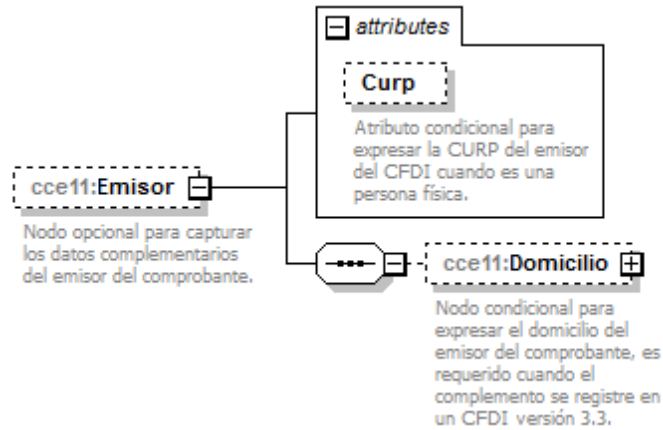 attributes
Curp
Atributo condicional para
expresar la CURP del emisor
del CFDI cuando es una
persona física.
cce11:Emisor
Nodo opcional para capturar
los datos complementarios
del emisor del comprobante.
cce11:Domicilio
Nodo condicional para
expresar el domicilio del
emisor del comprobante, es
requerido cuando el
complemento se registre en
un CFDI versión 3.3.